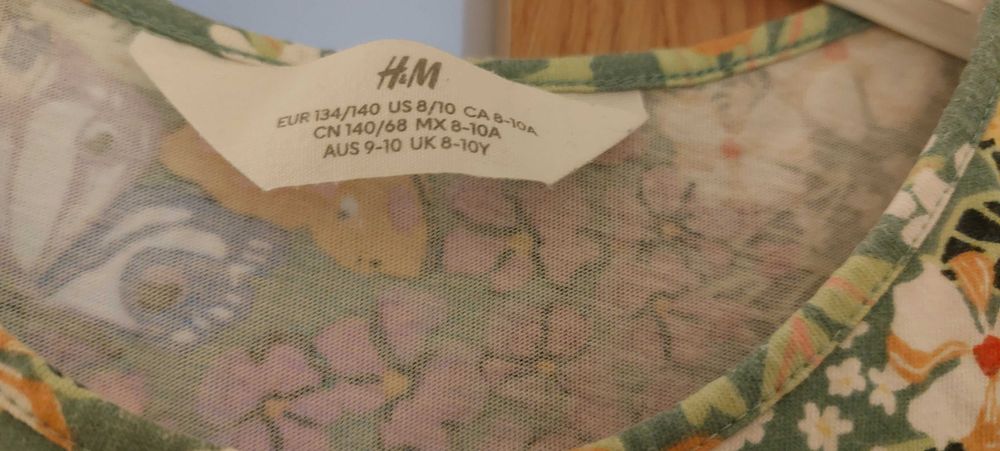 H&M
EUR 134/140 US 8/10 CA 8-10A
CN 140/68 MX 8-10A
AUS 9-10 UK 8-10Y